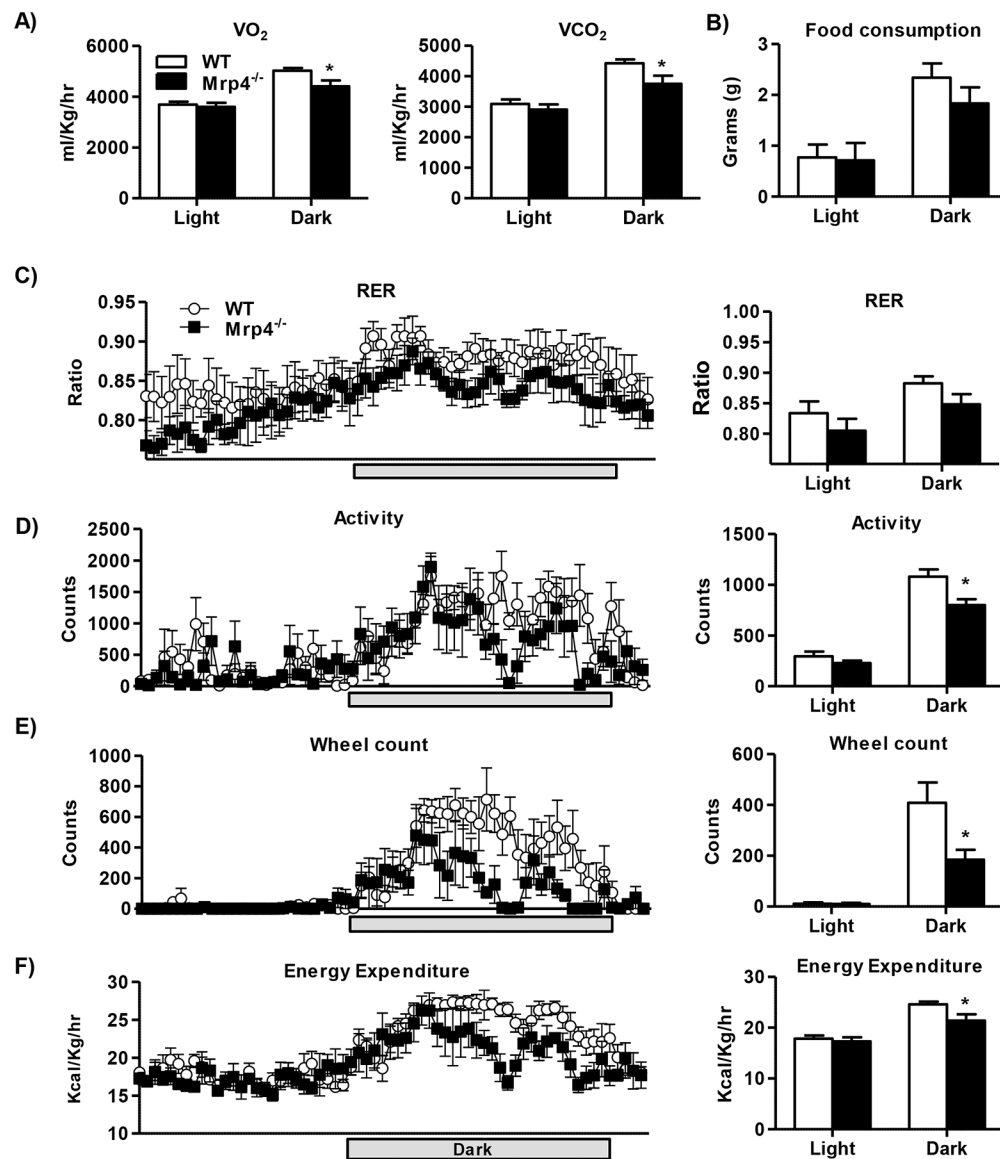 A)
VO₂
ml/Kg/hr
6000
4000
2000
0
WT
Mrp4⁻/⁻
*
Light
Dark
VCO₂
ml/Kg/hr
5000
4000
3000
2000
1000
0
*
Light
Dark
B)
Food consumption
Grams (g)
3
2
1
0
Light
Dark
C)
RER
Ratio
0.95
0.90
0.85
0.80
WT
Mrp4⁻/⁻
RER
Ratio
1.00
0.95
0.90
0.85
0.80
Light
Dark
D)
Activity
Counts
2500
2000
1500
1000
500
0
Activity
Counts
1500
1000
500
0
*
Light
Dark
E)
Wheel count
Counts
1000
800
600
400
200
0
Wheel count
Counts
600
400
200
0
*
Light
Dark
F)
Energy Expenditure
Kcal/Kg/hr
30
25
20
15
10
Dark
Energy Expenditure
Kcal/Kg/hr
30
20
10
0
*
Light
Dark